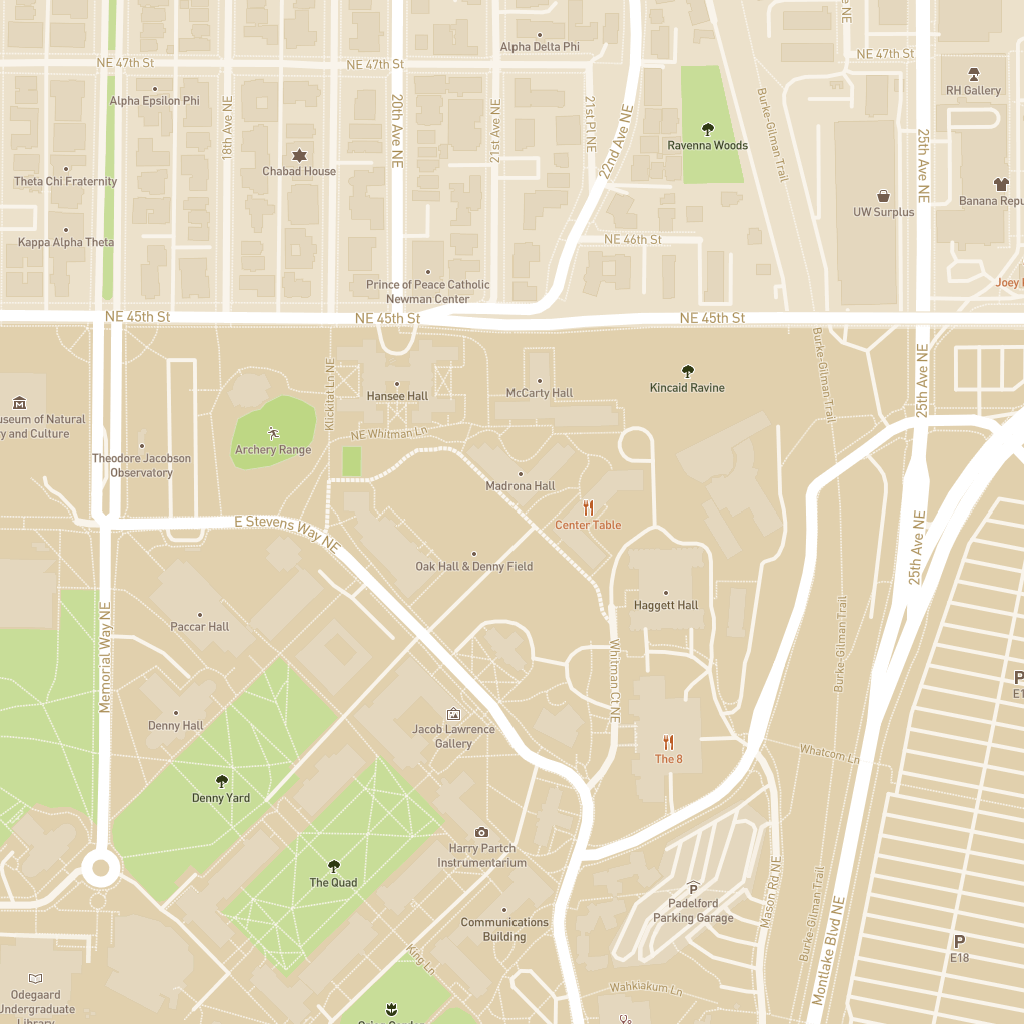 Alpha Delta Phi
NE 47th St
NE 47th St
NE 47th St
NE
Alpha Epsilon Phi
RH Gallery
18th Ave NE
20th Ave NE
21st Ave NE
21st Pl NE
22nd Ave NE
Burke-Gilman Trail
25th Ave NE
Ravenna Woods
Chabad House
Theta Chi Fraternity
UW Surplus
Banana Repu
Kappa Alpha Theta
NE 46th St
Prince of Peace Catholic
Newman Center
Joey
NE 45th St
NE 45th St
NE 45th St
Klickitat Ln NE
Hansee Hall
McCarty Hall
Kincaid Ravine
Burke-Gilman Trail
25th Ave NE
useum of Natural
ry and Culture
NE Whitman Ln
Archery Range
Theodore Jacobson
Observatory
Madrona Hall
Center Table
E Stevens Way NE
25th Ave NE
Oak Hall & Denny Field
Haggett Hall
Paccar Hall
Memorial Way NE
Whitman Ct NE
Burke-Gilman Trail
P
E1
Denny Hall
Jacob Lawrence
Gallery
The 8
Whatcom Ln
Denny Yard
Harry Partch
Instrumentarium
The Quad
P
Padelford
Parking Garage
Mason Rd NE
Burke-Gilman Trail
Montlake Blvd NE
Communications
Building
P
E18
King Ln
Odegaard
Undergraduate
Library
Wahkiakum Ln